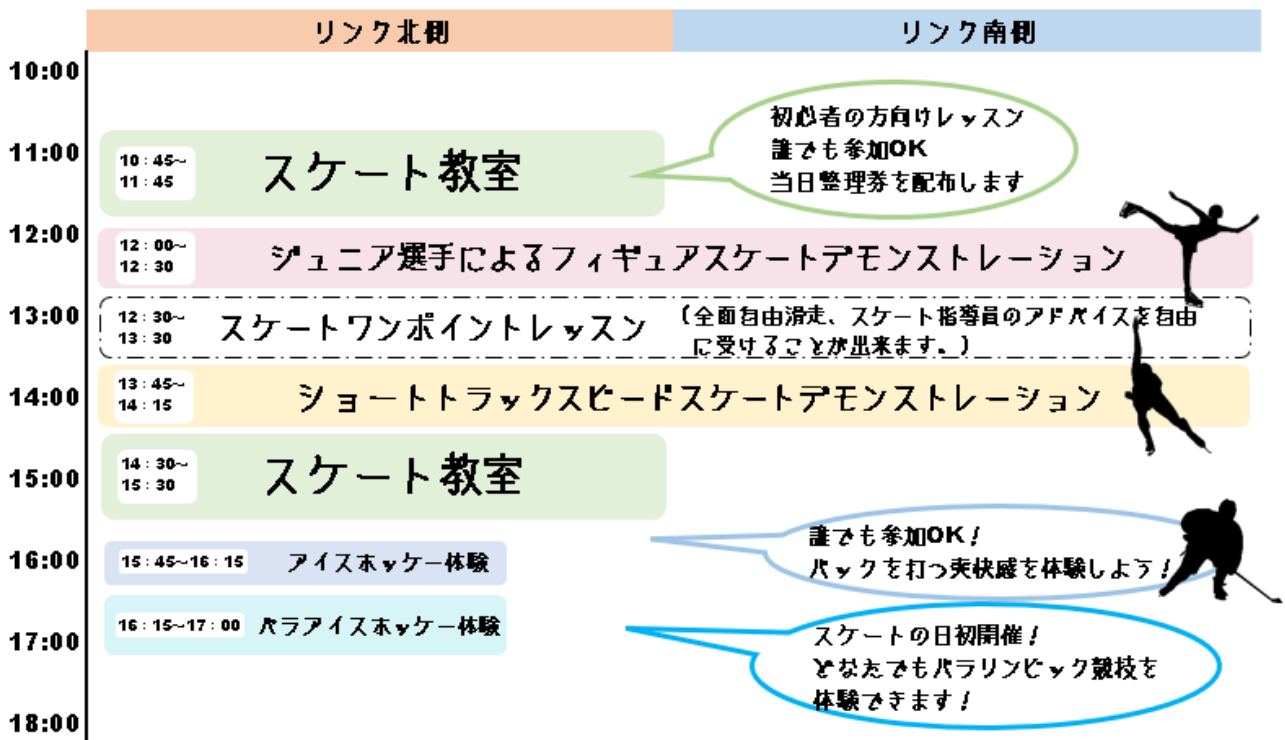 リンク北側
リンク南側
10:00
初心者の方向けレッスン
誰でも参加OK
当日整理券を配布します
11:00
10：45～
11：45
スケート教室
12:00
12：00～
12：30
ジュニア選手によるフィギュアスケートデモンストレーション
13:00
12：30～
13：30
スケートワンポイントレッスン
(全面自由滑走、スケート指導員のアドバイスを自由
に受けることが出来ます。)
14:00
13：45～
14：15
ショートトラックスピードスケートデモンストレーション
15:00
14：30～
15：30
スケート教室
誰でも参加OK！
パックを打つ爽快感を体験しよう！
16:00
15：45～16：15
アイスホッケー体験
16：15～17：00
パラアイスホッケー体験
スケートの日初開催！
どなたでもパラリンピック競技を
体験できます！
17:00
18:00